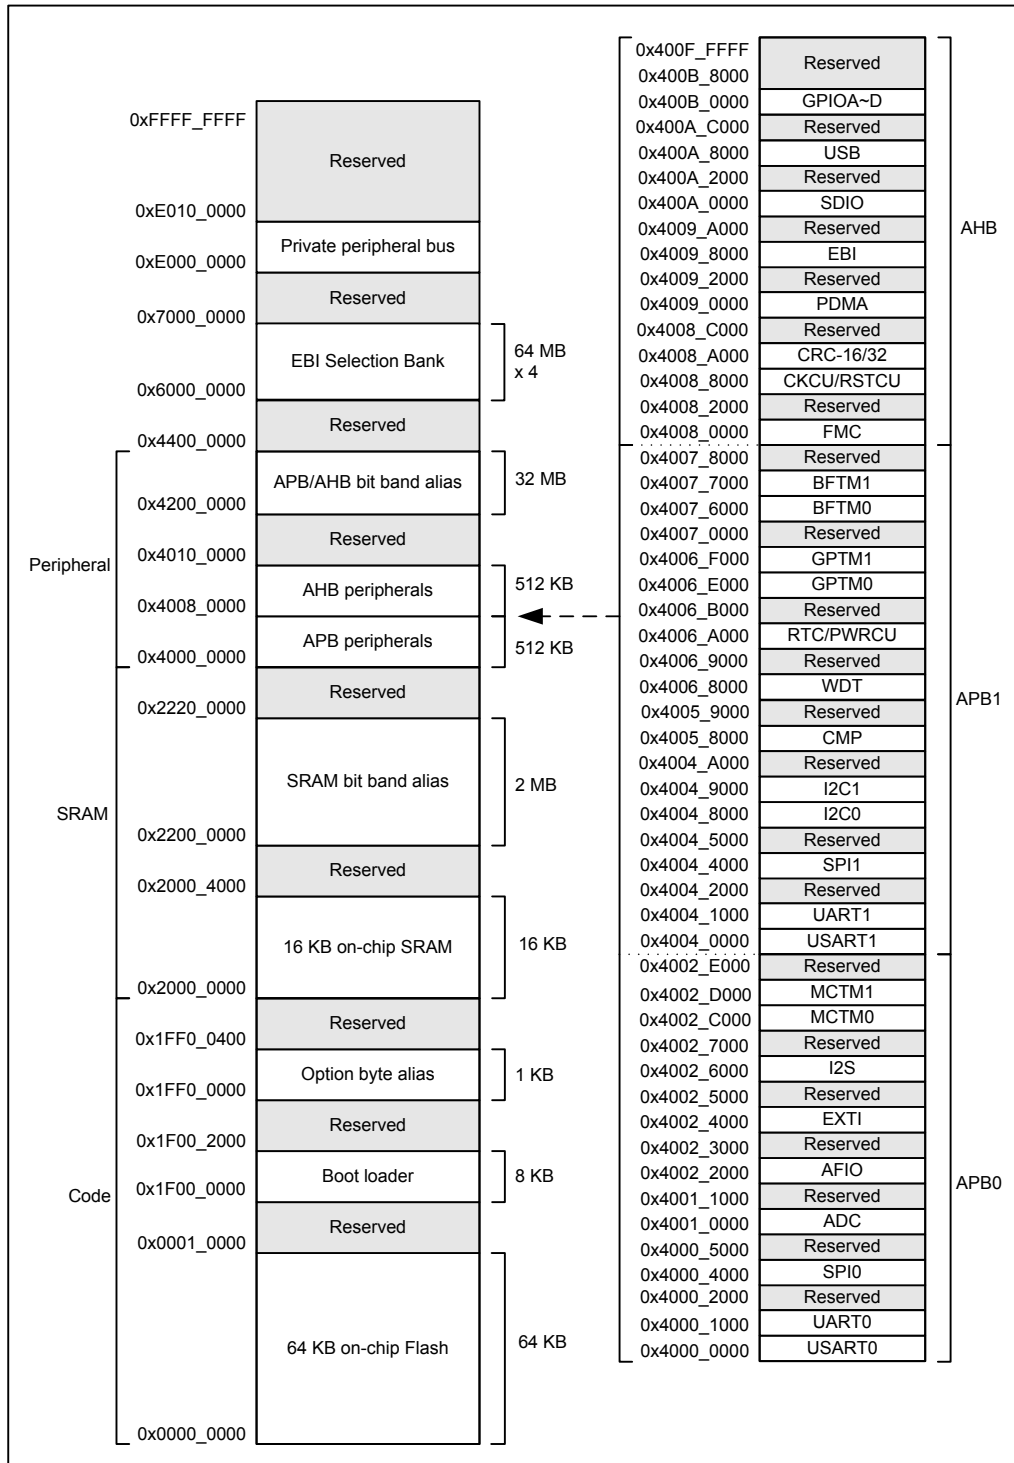 0xFFFF_FFFF
Reserved
0xE010_0000
Private peripheral bus
0xE000_0000
Reserved
0x7000_0000
EBI Selection Bank
64 MB
x 4
0x6000_0000
Reserved
0x4400_0000
APB/AHB bit band alias
32 MB
0x4200_0000
Reserved
0x4010_0000
Peripheral
AHB peripherals
512 KB
0x4008_0000
APB peripherals
512 KB
0x4000_0000
Reserved
0x2220_0000
SRAM bit band alias
2 MB
SRAM
0x2200_0000
Reserved
0x2000_4000
16 KB on-chip SRAM
16 KB
0x2000_0000
Reserved
0x1FF0_0400
Option byte alias
1 KB
0x1FF0_0000
Reserved
0x1F00_2000
Boot loader
8 KB
Code
0x1F00_0000
Reserved
0x0001_0000
64 KB on-chip Flash
64 KB
0x0000_0000
0x400F_FFFF
Reserved
0x400B_8000
0x400B_0000 GPIOA~D
0x400A_C000 Reserved
0x400A_8000 USB
0x400A_2000 Reserved
0x400A_0000 SDIO
0x4009_A000 Reserved
AHB
0x4009_8000 EBI
0x4009_2000 Reserved
0x4009_0000 PDMA
0x4008_C000 Reserved
0x4008_A000 CRC-16/32
0x4008_8000 CKCU/RSTCU
0x4008_2000 Reserved
0x4008_0000 FMC
0x4007_8000 Reserved
0x4007_7000 BFTM1
0x4007_6000 BFTM0
0x4007_0000 Reserved
0x4006_F000 GPTM1
0x4006_E000 GPTM0
0x4006_B000 Reserved
0x4006_A000 RTC/PWRCU
0x4006_9000 Reserved
0x4006_8000 WDT
APB1
0x4005_9000 Reserved
0x4005_8000 CMP
0x4004_A000 Reserved
0x4004_9000 I2C1
0x4004_8000 I2C0
0x4004_5000 Reserved
0x4004_4000 SPI1
0x4004_2000 Reserved
0x4004_1000 UART1
0x4004_0000 USART1
0x4002_E000 Reserved
0x4002_D000 MCTM1
0x4002_C000 MCTM0
0x4002_7000 Reserved
0x4002_6000 I2S
0x4002_5000 Reserved
0x4002_4000 EXTI
0x4002_3000 Reserved
0x4002_2000 AFIO
APB0
0x4001_1000 Reserved
0x4001_0000 ADC
0x4000_5000 Reserved
0x4000_4000 SPI0
0x4000_2000 Reserved
0x4000_1000 UART0
0x4000_0000 USART0